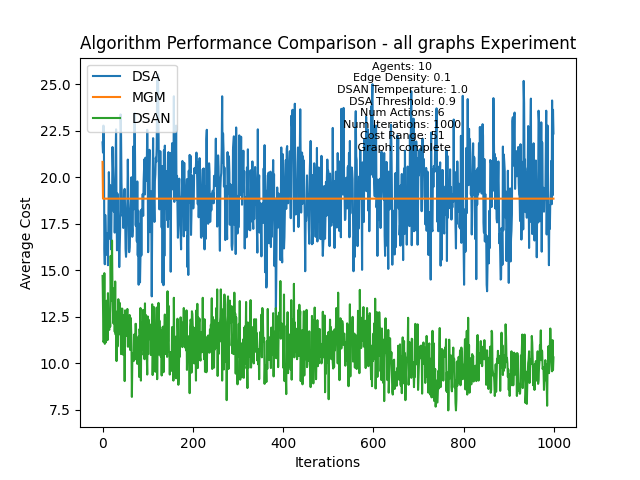 Algorithm Performance Comparison - all graphs Experiment
DSA
MGM
DSAN
Agents: 10
Edge Density: 0.1
DSAN Temperature: 1.0
DSA Threshold: 0.9
Num Actions: 6
Num Iterations: 1000
Cost Range: 51
Graph: complete
Average Cost
25.0
22.5
20.0
17.5
15.0
12.5
10.0
7.5
0
200
400
600
800
1000
Iterations